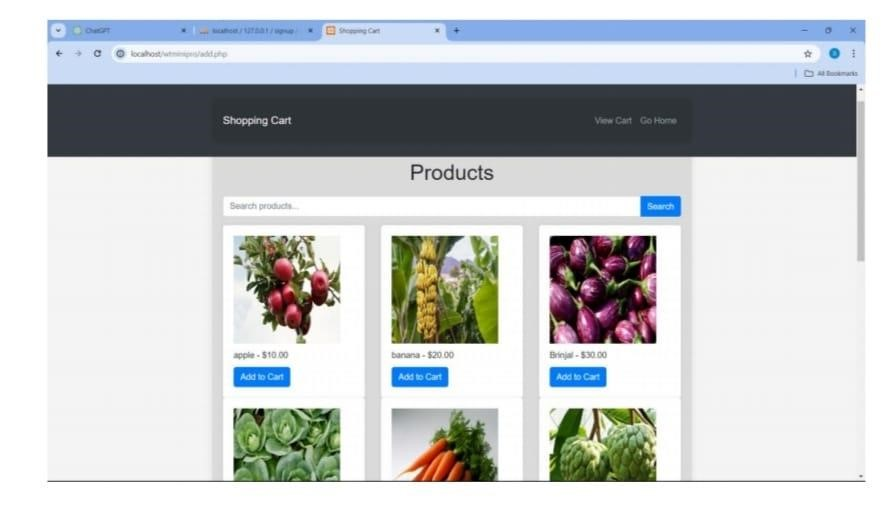 ChatGPT
localhost / 127.0.0.1 / signup /
Shopping Cart
localhost/wtminipro/add.php
All Bookmarks
Shopping Cart
View Cart Go Home
Products
Search products...
Search
apple - $10.00
banana - $20.00
Brinjal - $30.00
Add to Cart
Add to Cart
Add to Cart